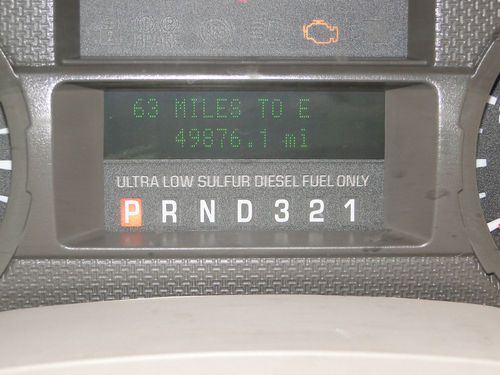 63 MILES TO E
49876.1 mi
ULTRA LOW SULFUR DIESEL FUEL ONLY
P R N D 3 2 1